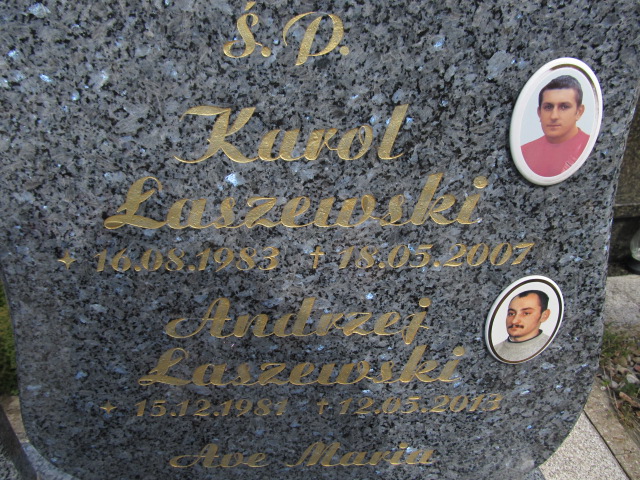 Ś. P.
Karol
Łaszewski
* 16.08.1983 † 18.05.2007
Andrzej
Łaszewski
* 15.12.1981 † 12.05.2013
Ave Maria